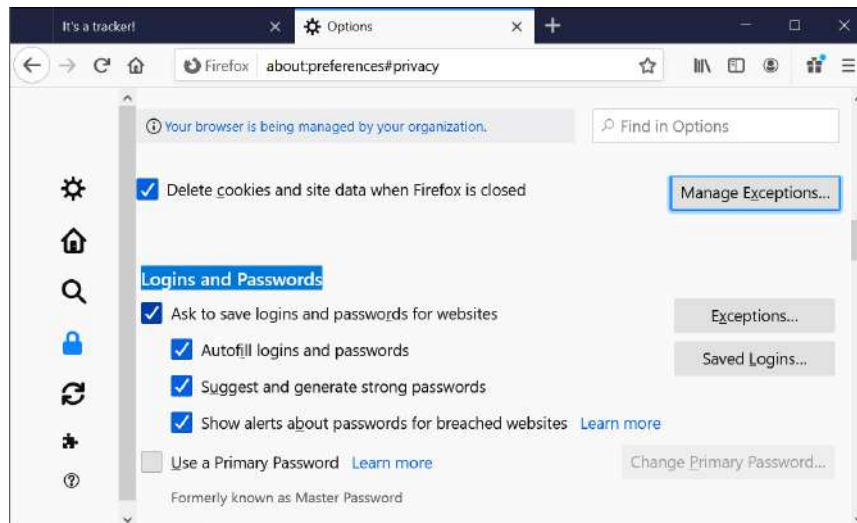 It's a tracker!
Options
Firefox about:preferences#privacy
Your browser is being managed by your organization.
Find in Options
Delete cookies and site data when Firefox is closed
Manage Exceptions...
Logins and Passwords
Ask to save logins and passwords for websites
Exceptions...
Autofill logins and passwords
Saved Logins...
Suggest and generate strong passwords
Show alerts about passwords for breached websites Learn more
Use a Primary Password Learn more
Change Primary Password...
Formerly known as Master Password